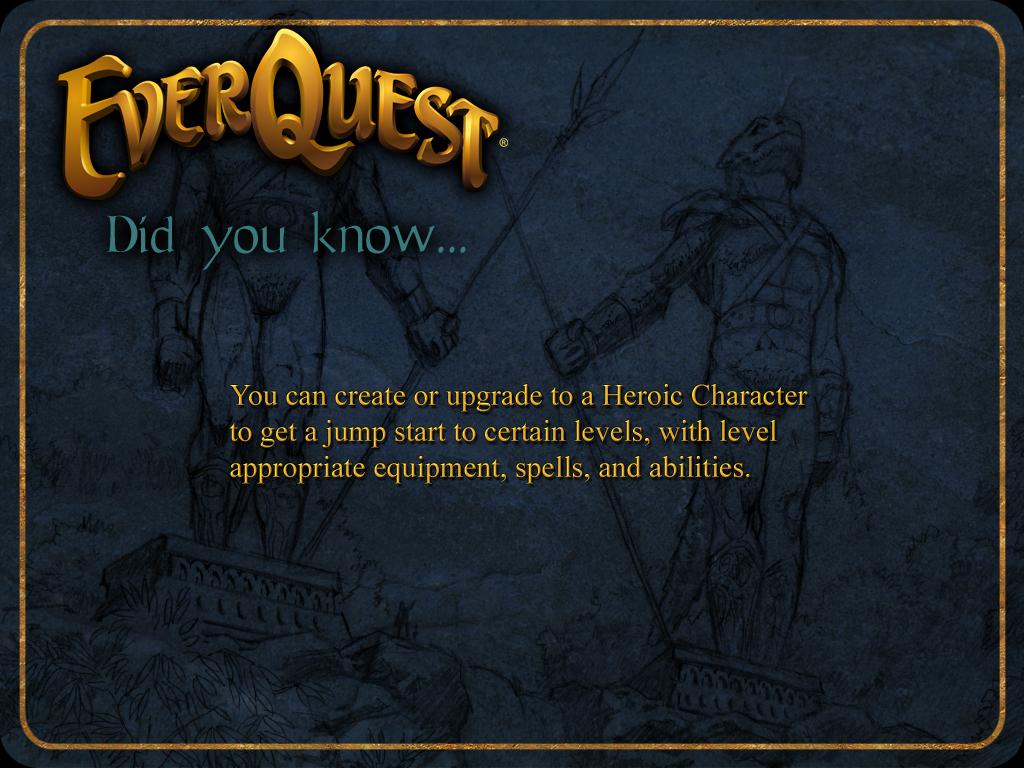 EVERQUEST®
Did you know...
You can create or upgrade to a Heroic Character
to get a jump start to certain levels, with level
appropriate equipment, spells, and abilities.